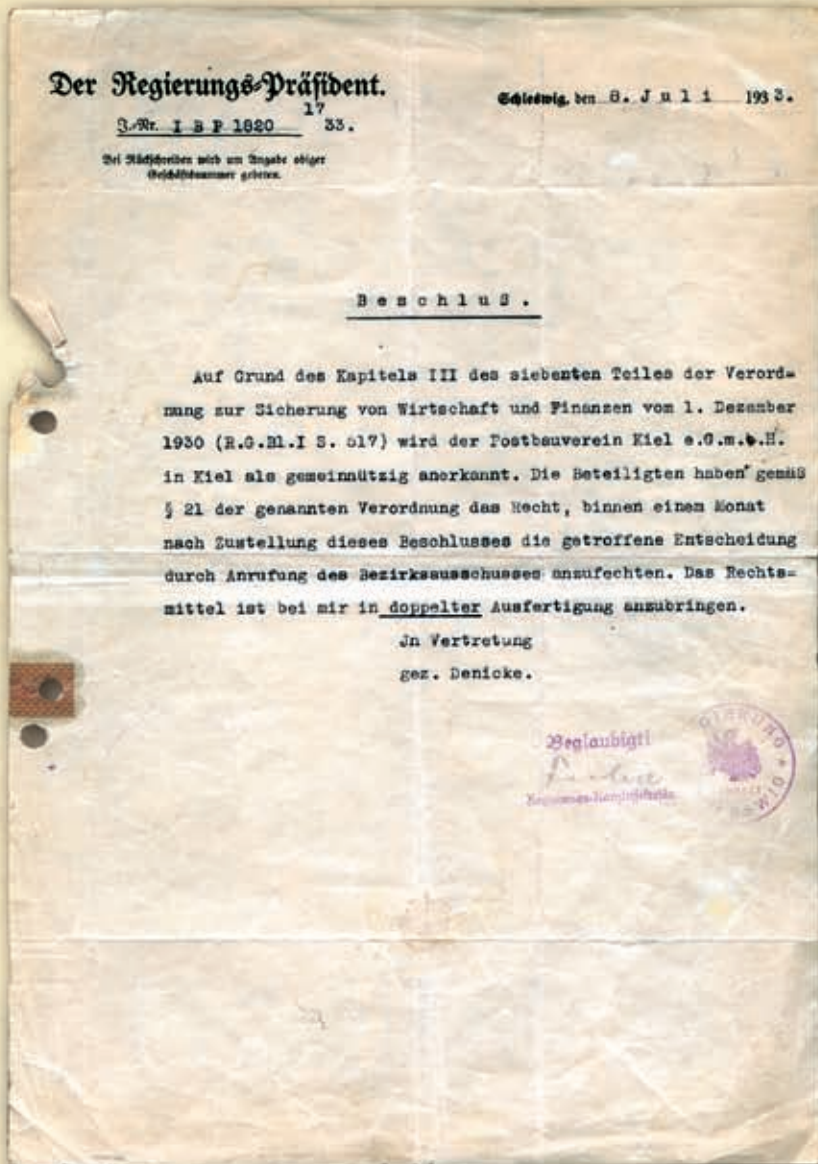 Der Regierungs-Präsident.
Schleswig, den 8. Juli 1933.
J.-Nr. I B P 1820 17 33.
Bei Rückschreiben wird um Angabe obiger
Geschäftsnummer gebeten.
Beschluß.
Auf Grund des Kapitels III des siebenten Teiles der Verord=
nung zur Sicherung von Wirtschaft und Finanzen vom 1. Dezember
1930 (R.G.Bl.I S. 517) wird der Postbauverein Kiel e.G.m.b.H.
in Kiel als gemeinnützig anerkannt. Die Beteiligten haben gemäß
§ 21 der genannten Verordnung das Recht, binnen einem Monat
nach Zustellung dieses Beschlusses die getroffene Entscheidung
durch Anrufung des Bezirksausschusses anzufechten. Das Rechts=
mittel ist bei mir in doppelter Ausfertigung anzubringen.
Jn Vertretung
gez. Denicke.
Beglaubigt